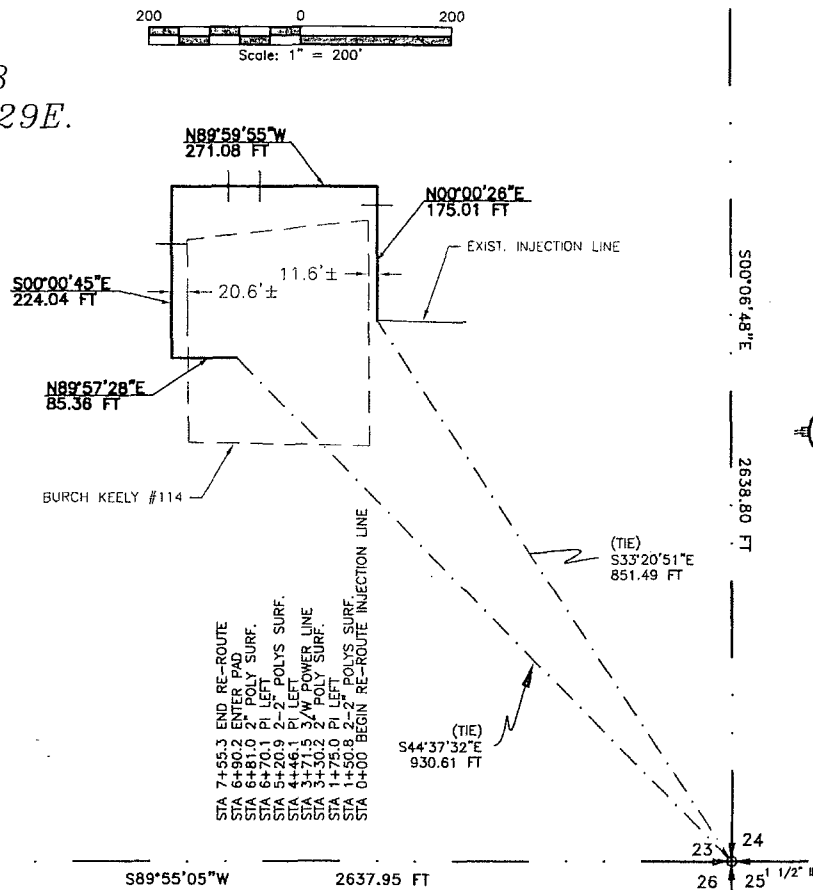 200 0 200
Scale: 1" = 200'
29E.
N89°59'55"W
271.08 FT
N00°00'26"E
175.01 FT
EXIST. INJECTION LINE
S00°06'48"E
2638.80 FT
S00°00'45"E
224.04 FT
20.6'±
11.6'±
N89°57'28"E
85.36 FT
BURCH KEELY #114
(TIE)
S33°20'51"E
851.49 FT
(TIE)
S44°37'32"E
930.61 FT
STA 7+55.3 END RE-ROUTE
STA 6+90.2 ENTER PAD
STA 6+81.0 2" POLY SURF.
STA 6+70.1 PI LEFT
STA 5+20.9 2-2" POLYS SURF.
STA 4+46.1 PI LEFT
STA 3+71.5 3/W POWER LINE
STA 3+30.2 2" POLY SURF.
STA 1+75.0 PI LEFT
STA 1+50.8 2-2" POLYS SURF.
STA 0+00 BEGIN RE-ROUTE INJECTION LINE
23 24
26 25
1 1/2"
S89°55'05"W 2637.95 FT